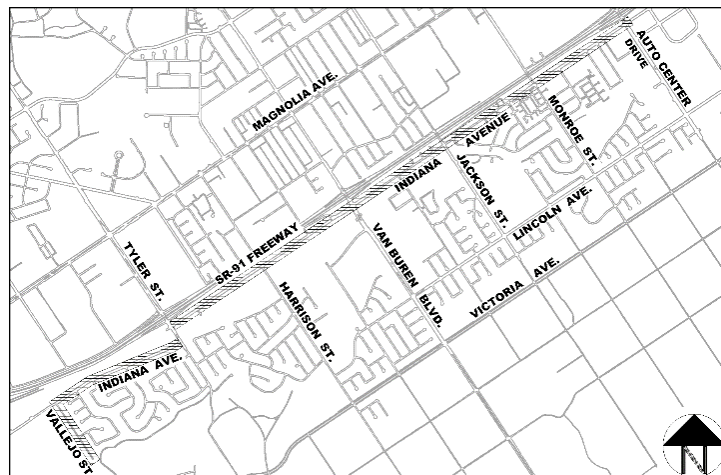 AUTO CENTER
DRIVE
MAGNOLIA AVE.
MONROE ST.
INDIANA AVENUE
JACKSON ST.
LINCOLN AVE.
SR-91 FREEWAY
TYLER ST.
VAN BUREN BLVD.
VICTORIA AVE.
HARRISON ST.
INDIANA AVE.
VALLEJO ST.
N